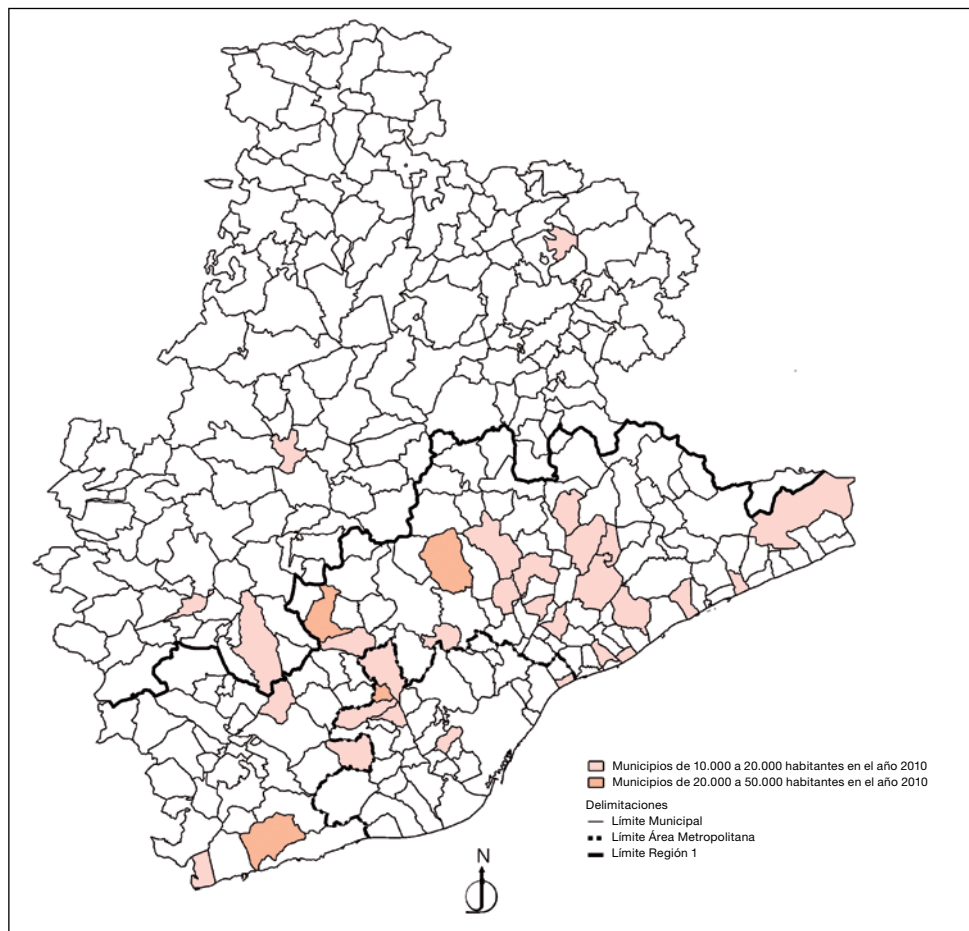 Municipios de 10.000 a 20.000 habitantes en el año 2010
Municipios de 20.000 a 50.000 habitantes en el año 2010
Delimitaciones
Límite Municipal
Límite Área Metropolitana
Límite Región 1
N